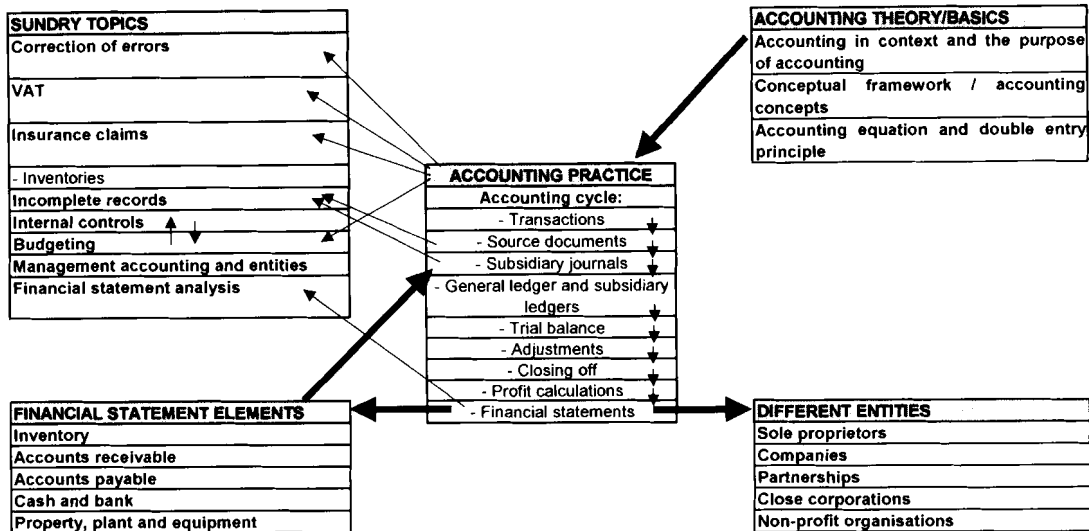 SUNDRY TOPICS
Correction of errors
VAT
Insurance claims
- Inventories
Incomplete records
Internal controls
Budgeting
Management accounting and entities
Financial statement analysis
ACCOUNTING THEORY/BASICS
Accounting in context and the purpose
of accounting
Conceptual framework / accounting
concepts
Accounting equation and double entry
principle
ACCOUNTING PRACTICE
Accounting cycle:
- Transactions
- Source documents
- Subsidiary journals
- General ledger and subsidiary
ledgers
- Trial balance
- Adjustments
- Closing off
- Profit calculations
- Financial statements
FINANCIAL STATEMENT ELEMENTS
Inventory
Accounts receivable
Accounts payable
Cash and bank
Property, plant and equipment
DIFFERENT ENTITIES
Sole proprietors
Companies
Partnerships
Close corporations
Non-profit organisations